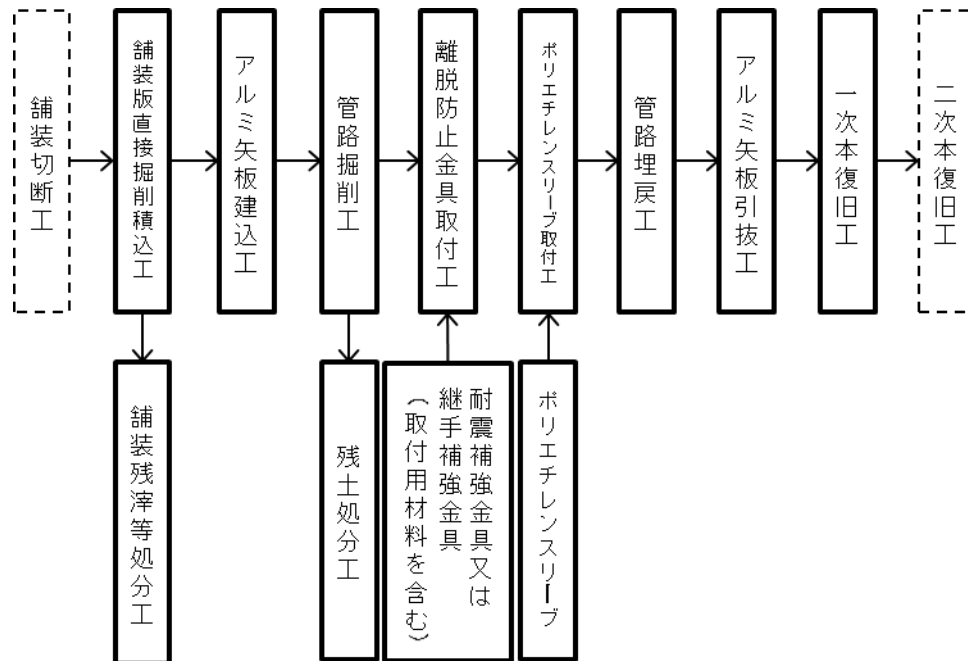 舗装切断工
舗装版直接掘削積込工
アルミ矢板建込工
管路掘削工
離脱防止金具取付工
ポリエチレンスリーブ取付工
管路埋戻工
アルミ矢板引抜工
一次本復旧工
二次本復旧工
舗装残滓等処分工
残土処分工
耐震補強金具又は
継手補強金具
（取付用材料を含む）
ポリエチレンスリーブ